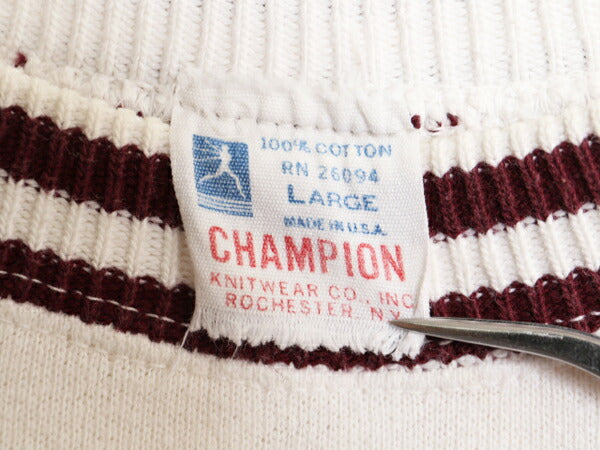 100% COTTON
RN 26094
LARGE
MADE IN U.S.A.
CHAMPION
KNITWEAR CO., INC
ROCHESTER, N.Y.